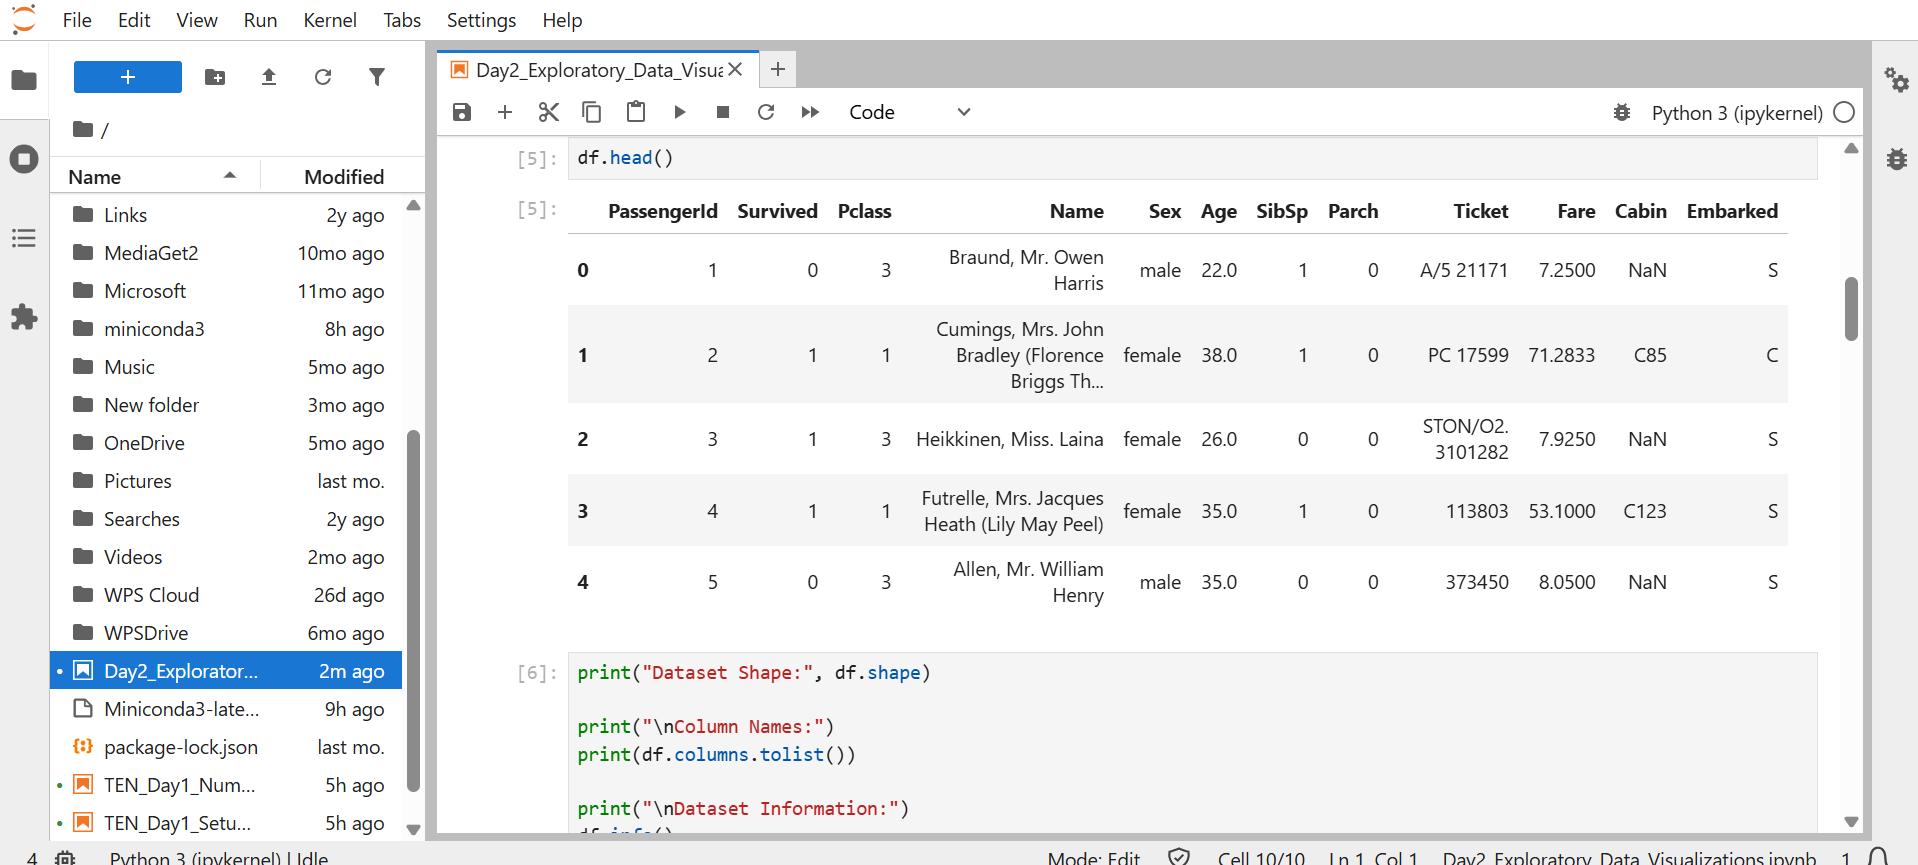 File Edit View Run Kernel Tabs Settings Help
/
Name Modified
Links 2y ago
MediaGet2 10mo ago
Microsoft 11mo ago
miniconda3 8h ago
Music 5mo ago
New folder 3mo ago
OneDrive 5mo ago
Pictures last mo.
Searches 2y ago
Videos 2mo ago
WPS Cloud 26d ago
WPSDrive 6mo ago
Day2_Explorator... 2m ago
Miniconda3-late... 9h ago
package-lock.json last mo.
TEN_Day1_Num... 5h ago
TEN_Day1_Setu... 5h ago
Day2_Exploratory_Data_Visua
Code Python 3 (ipykernel)
[5]: df.head()
[5]: PassengerId Survived Pclass Name Sex Age SibSp Parch Ticket Fare Cabin Embarked
0 1 0 3 Braund, Mr. Owen Harris male 22.0 1 0 A/5 21171 7.2500 NaN S
1 2 1 1 Cumings, Mrs. John Bradley (Florence Briggs Th... female 38.0 1 0 PC 17599 71.2833 C85 C
2 3 1 3 Heikkinen, Miss. Laina female 26.0 0 0 STON/O2. 3101282 7.9250 NaN S
3 4 1 1 Futrelle, Mrs. Jacques Heath (Lily May Peel) female 35.0 1 0 113803 53.1000 C123 S
4 5 0 3 Allen, Mr. William Henry male 35.0 0 0 373450 8.0500 NaN S
[6]: print("Dataset Shape:", df.shape)
print("\nColumn Names:")
print(df.columns.tolist())
print("\nDataset Information:")
df.info()
4 Python 3 (ipykernel) | Idle Mode: Edit Cell 10/10 Ln 1, Col 1 Day2_Exploratory_Data_Visualizations.ipynb 1